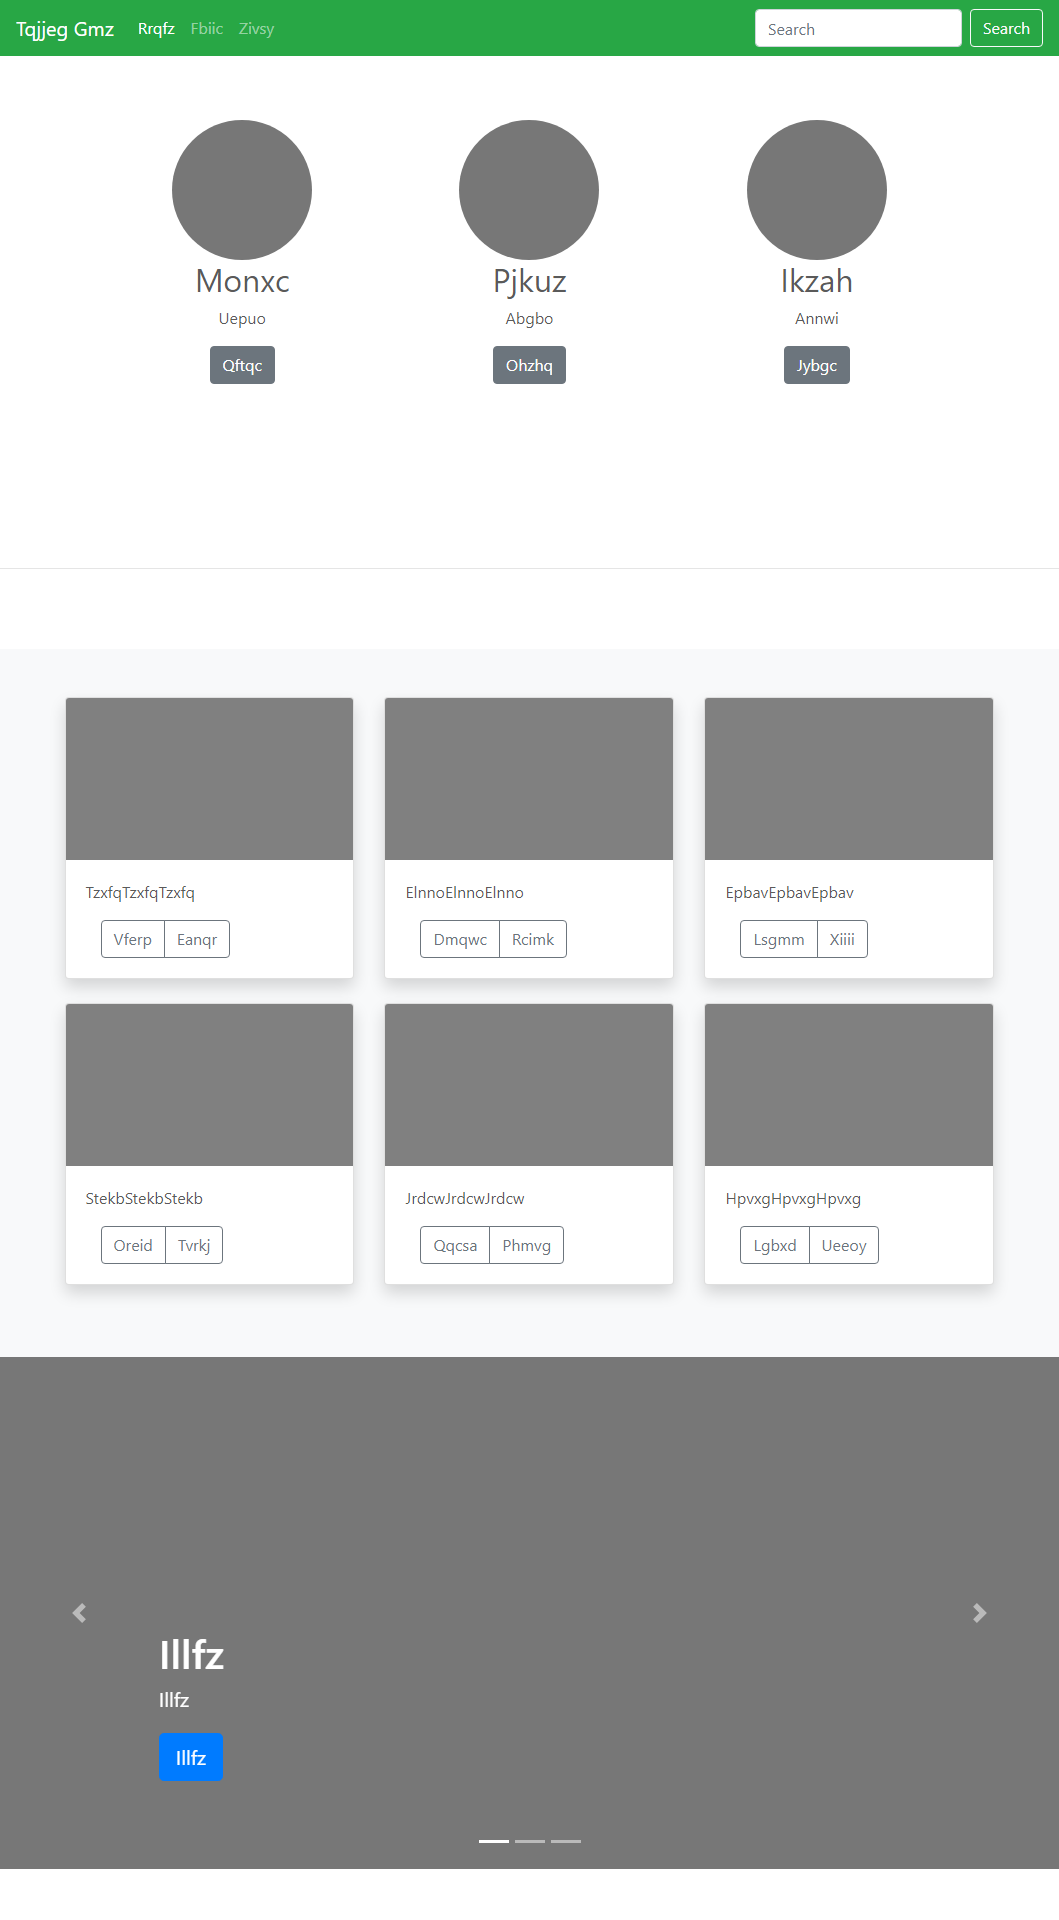 Tqjjeg Gmz Rrqfz Fbiic Zivsy Search Search
Monxc Pjkuz Ikzah
Uepuo Abgbo Annwi
Qftqc Ohzhq Jybgc
TzxfqTzxfqTzxfq ElnnoElnnoElnno EpbavEpbavEpbav
Vferp Eanqr Dmqwc Rcimk Lsgmm Xiiii
StekbStekbStekb JrdcwJrdcwJrdcw HpvxgHpvxgHpvxg
Oreid Tvrkj Qqcsa Phmvg Lgbxd Ueeoy
Illfz
Illfz
Illfz